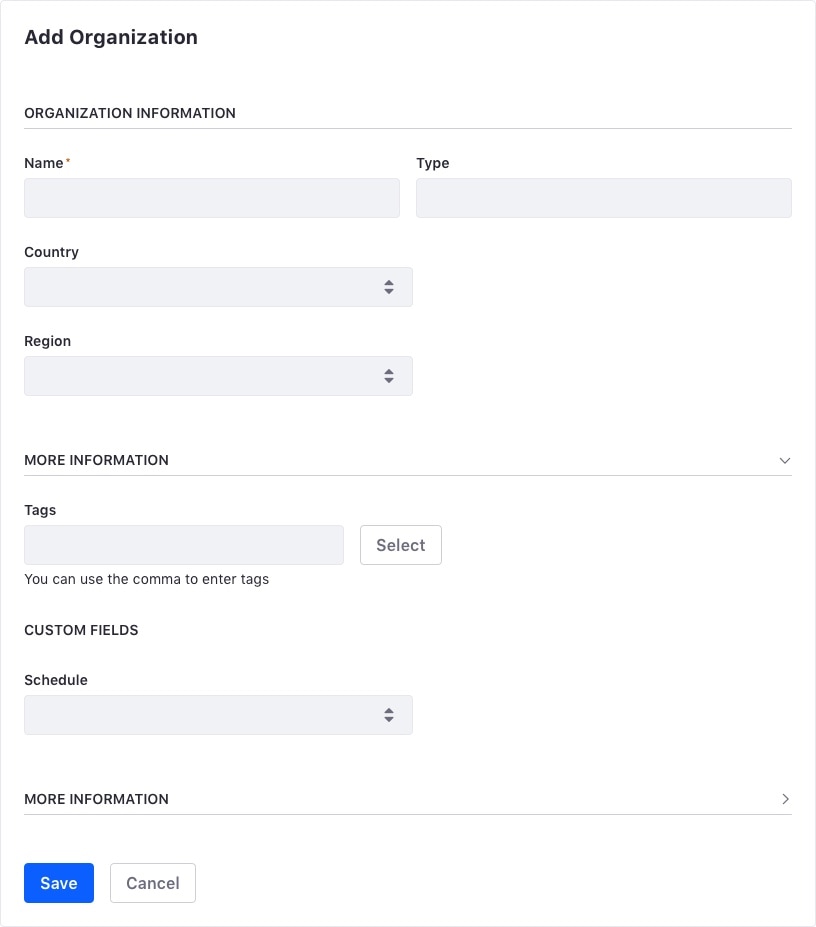 Add Organization
ORGANIZATION INFORMATION
Name* Type
Country
Region
MORE INFORMATION
Tags
Select
You can use the comma to enter tags
CUSTOM FIELDS
Schedule
MORE INFORMATION
Save Cancel